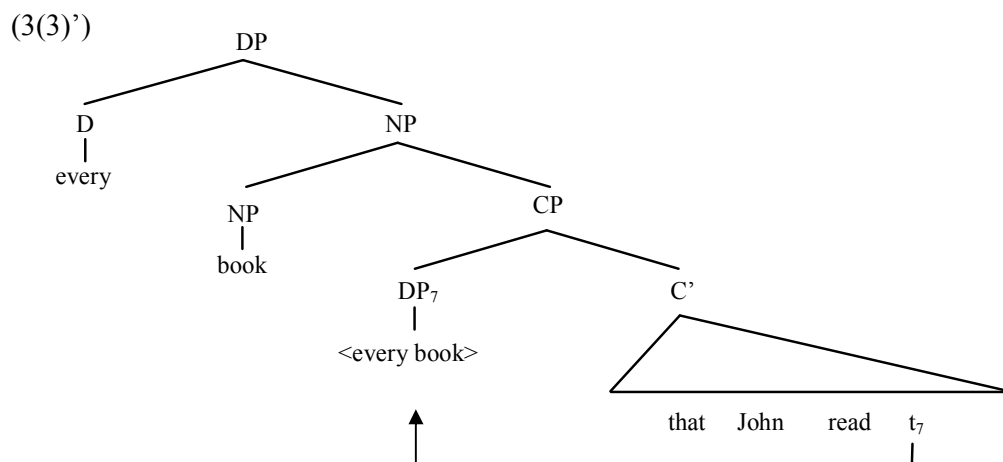 (3(3)’)
DP
D NP
every
NP CP
book
DP₇ C’
<every book>
that John read t₇